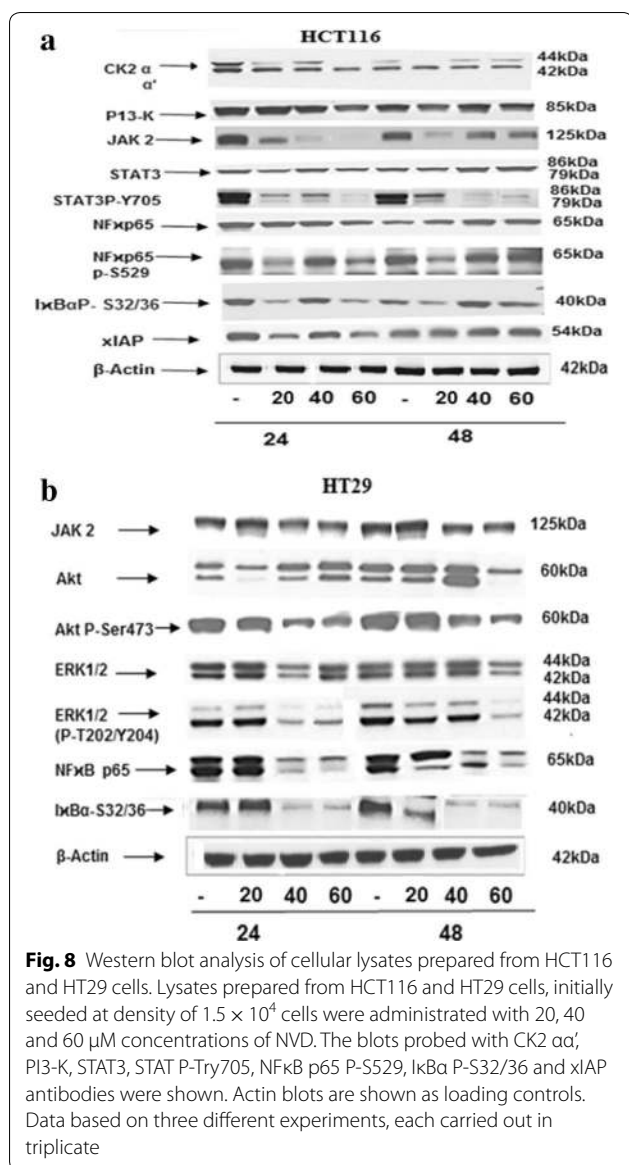 a
HCT116
CK2 α
α'
44kDa
42kDa
P13-K
85kDa
JAK 2
125kDa
STAT3
86kDa
79kDa
STAT3P-Y705
86kDa
79kDa
NFκp65
65kDa
NFκp65
p-S529
65kDa
IκBαP- S32/36
40kDa
xIAP
54kDa
β-Actin
42kDa
- 20 40 60 - 20 40 60
24 48
b
HT29
JAK 2
125kDa
Akt
60kDa
Akt P-Ser473
60kDa
ERK1/2
44kDa
42kDa
ERK1/2
(P-T202/Y204)
44kDa
42kDa
NFκB p65
65kDa
IκBα-S32/36
40kDa
β-Actin
42kDa
- 20 40 60 - 20 40 60
24 48
Fig. 8 Western blot analysis of cellular lysates prepared from HCT116
and HT29 cells. Lysates prepared from HCT116 and HT29 cells, initially
seeded at density of 1.5 × 10⁴ cells were administrated with 20, 40
and 60 μM concentrations of NVD. The blots probed with CK2 αα′,
PI3-K, STAT3, STAT P-Try705, NFκB p65 P-S529, IκBα P-S32/36 and xIAP
antibodies were shown. Actin blots are shown as loading controls.
Data based on three different experiments, each carried out in
triplicate